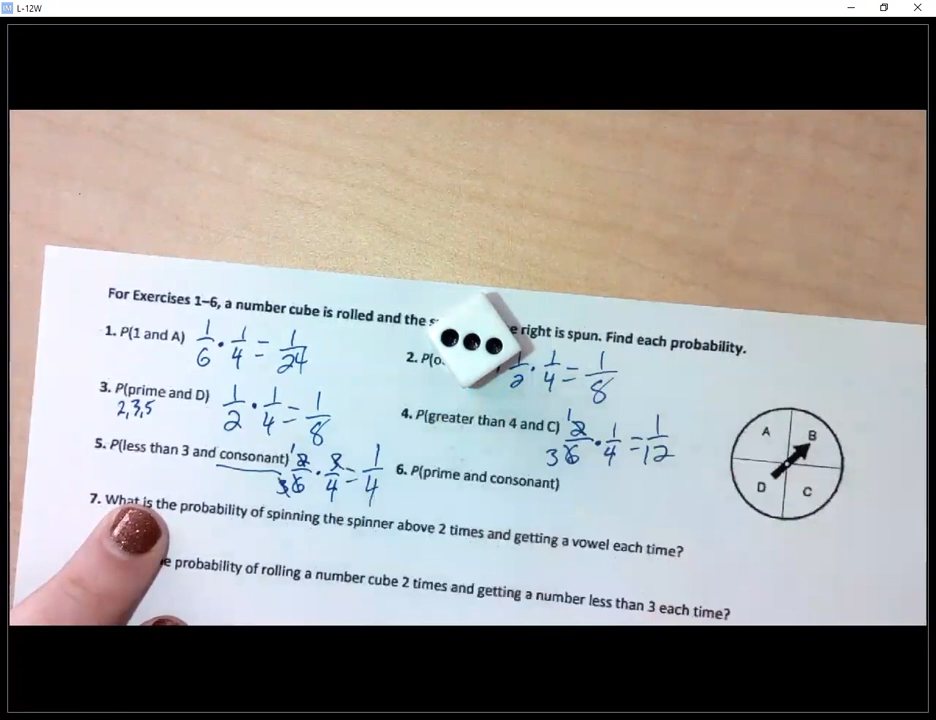 L-12W
For Exercises 1–6, a number cube is rolled and the right is spun. Find each probability.
1. P(1 and A) 1/6 · 1/4 = 1/24
2. P(o 1/2 · 1/4 = 1/8
3. P(prime and D) 1/2 · 1/4 = 1/8
2,3,5
4. P(greater than 4 and C) 1 2/6 3 · 1/4 = 1/12
5. P(less than 3 and consonant) 1 2/6 3 · 3/4 = 1/4
6. P(prime and consonant)
A B
D C
7. What is the probability of spinning the spinner above 2 times and getting a vowel each time?
probability of rolling a number cube 2 times and getting a number less than 3 each time?